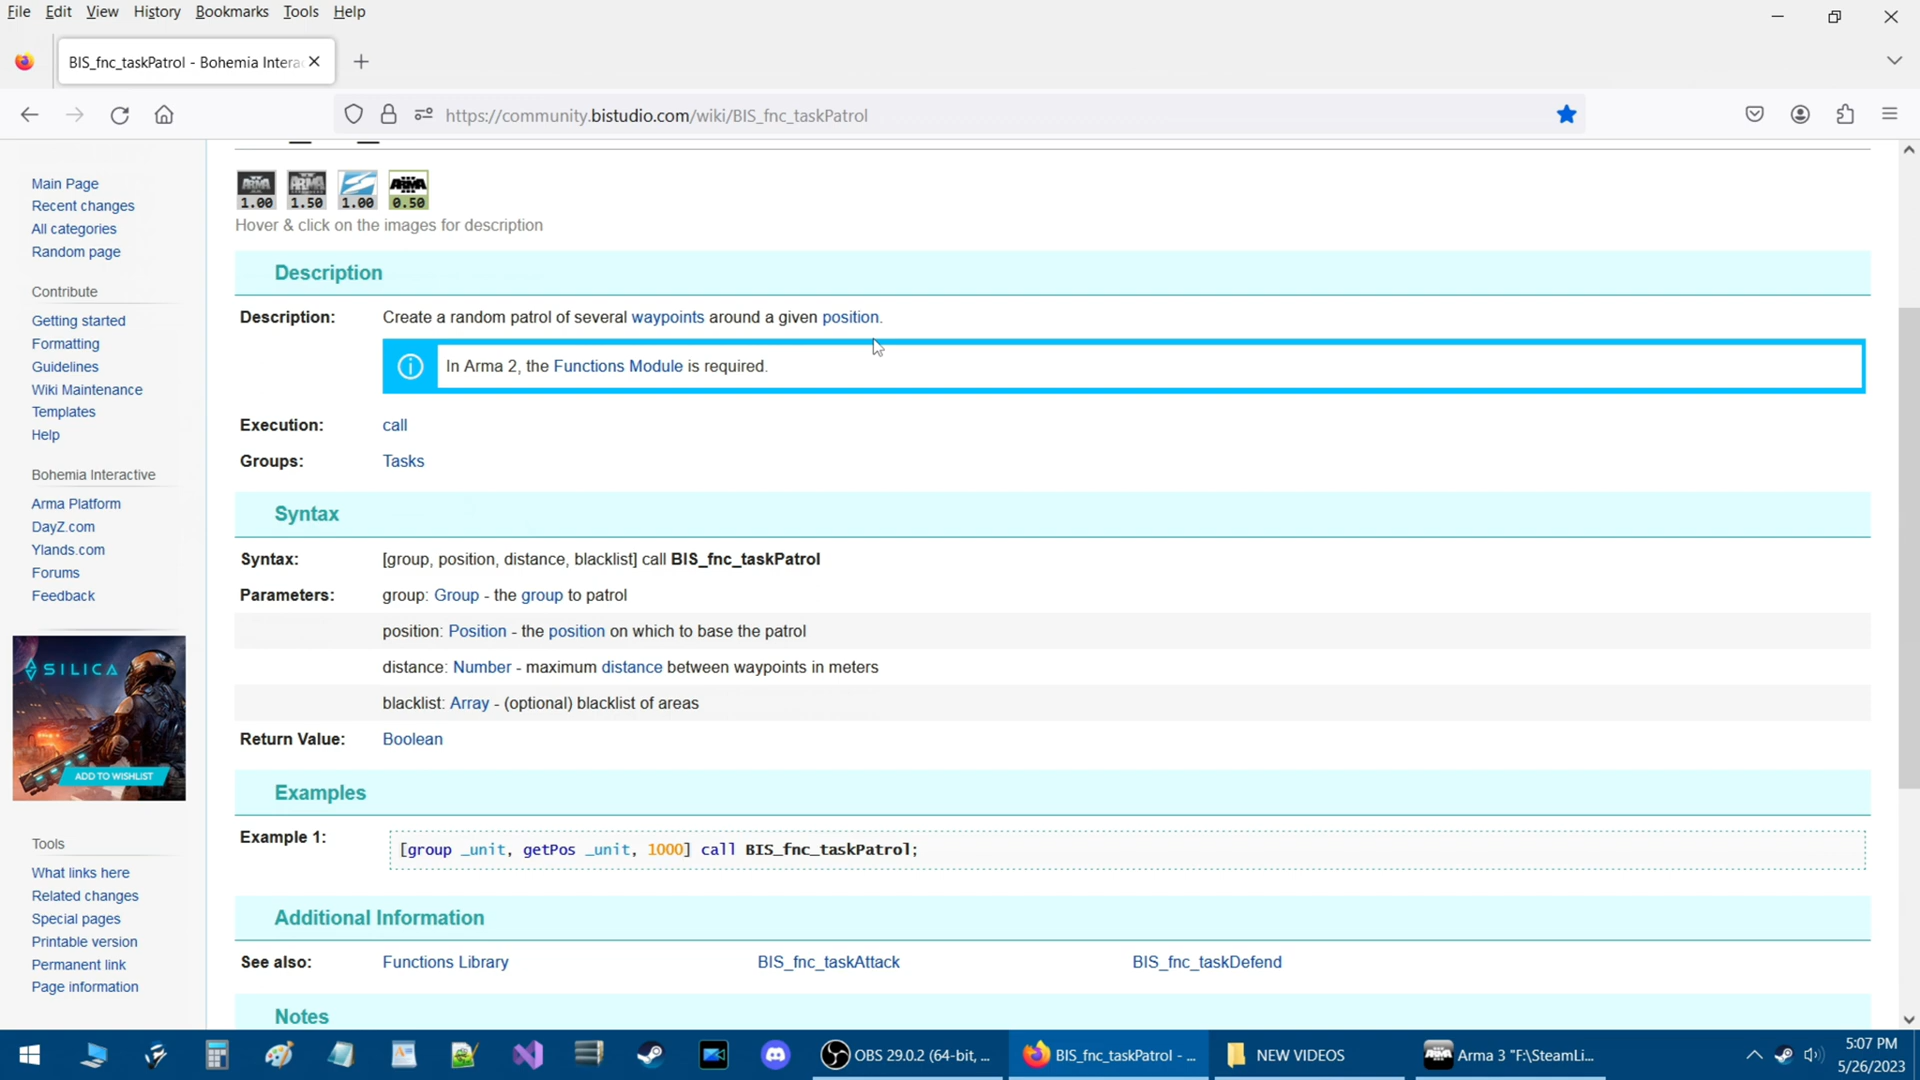 File Edit View History Bookmarks Tools Help
BIS_fnc_taskPatrol - Bohemia Intera
https://community.bistudio.com/wiki/BIS_fnc_taskPatrol
Main Page
Recent changes
All categories
Random page
Contribute
Getting started
Formatting
Guidelines
Wiki Maintenance
Templates
Help
Bohemia Interactive
Arma Platform
DayZ.com
Ylands.com
Forums
Feedback
SILICA
ADD TO WISHLIST
Tools
What links here
Related changes
Special pages
Printable version
Permanent link
Page information
1.00 1.50 1.00 0.50
Hover & click on the images for description
Description
Description: Create a random patrol of several waypoints around a given position.
In Arma 2, the Functions Module is required.
Execution: call
Groups: Tasks
Syntax
Syntax: [group, position, distance, blacklist] call BIS_fnc_taskPatrol
Parameters: group: Group - the group to patrol
position: Position - the position on which to base the patrol
distance: Number - maximum distance between waypoints in meters
blacklist: Array - (optional) blacklist of areas
Return Value: Boolean
Examples
Example 1: [group _unit, getPos _unit, 1000] call BIS_fnc_taskPatrol;
Additional Information
See also: Functions Library BIS_fnc_taskAttack BIS_fnc_taskDefend
Notes
OBS 29.0.2 (64-bit, ... BIS_fnc_taskPatrol - ... NEW VIDEOS Arma 3 "F:\SteamLi...
5:07 PM
5/26/2023